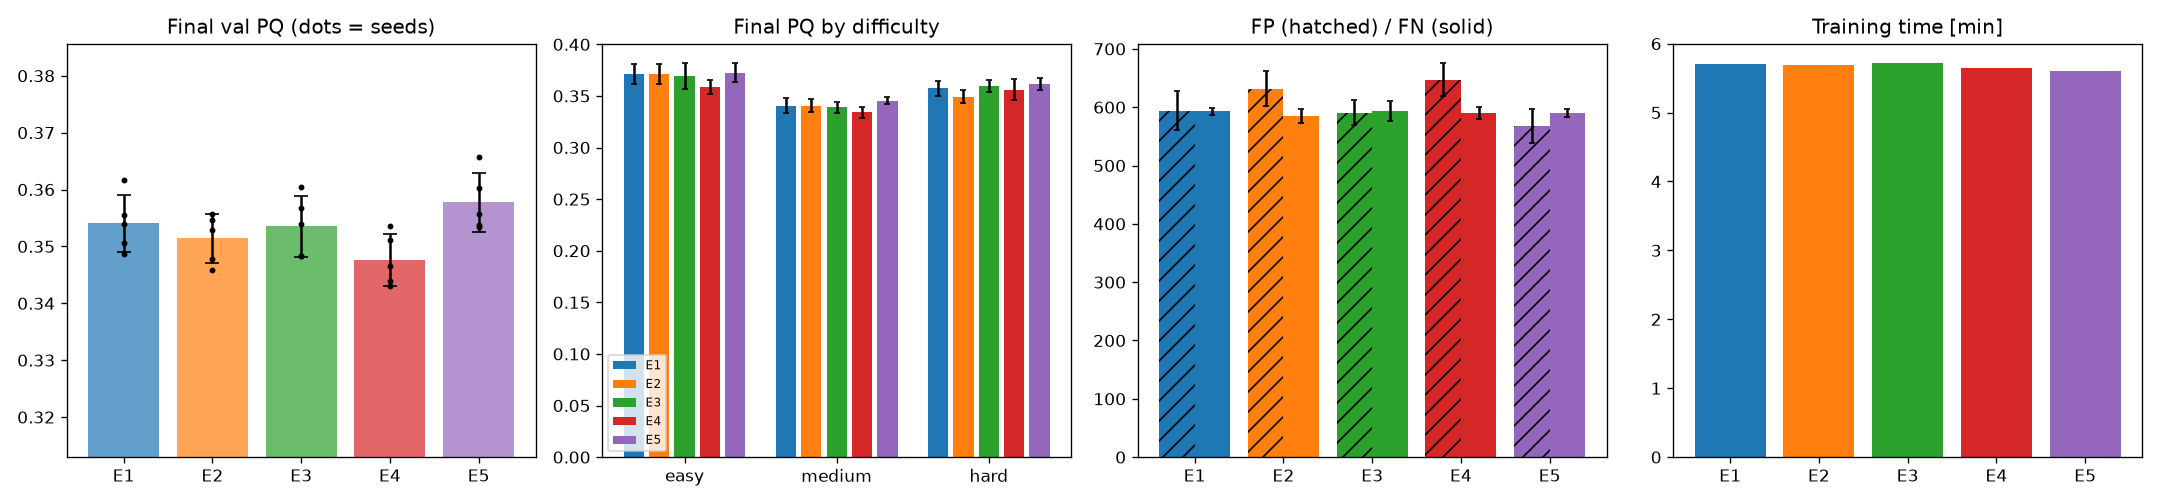 Final val PQ (dots = seeds)
0.38
0.37
0.36
0.35
0.34
0.33
0.32
E1 E2 E3 E4 E5
Final PQ by difficulty
0.40
0.35
0.30
0.25
0.20
0.15
0.10
0.05
0.00
E1
E2
E3
E4
E5
easy medium hard
FP (hatched) / FN (solid)
700
600
500
400
300
200
100
0
E1 E2 E3 E4 E5
Training time [min]
6
5
4
3
2
1
0
E1 E2 E3 E4 E5